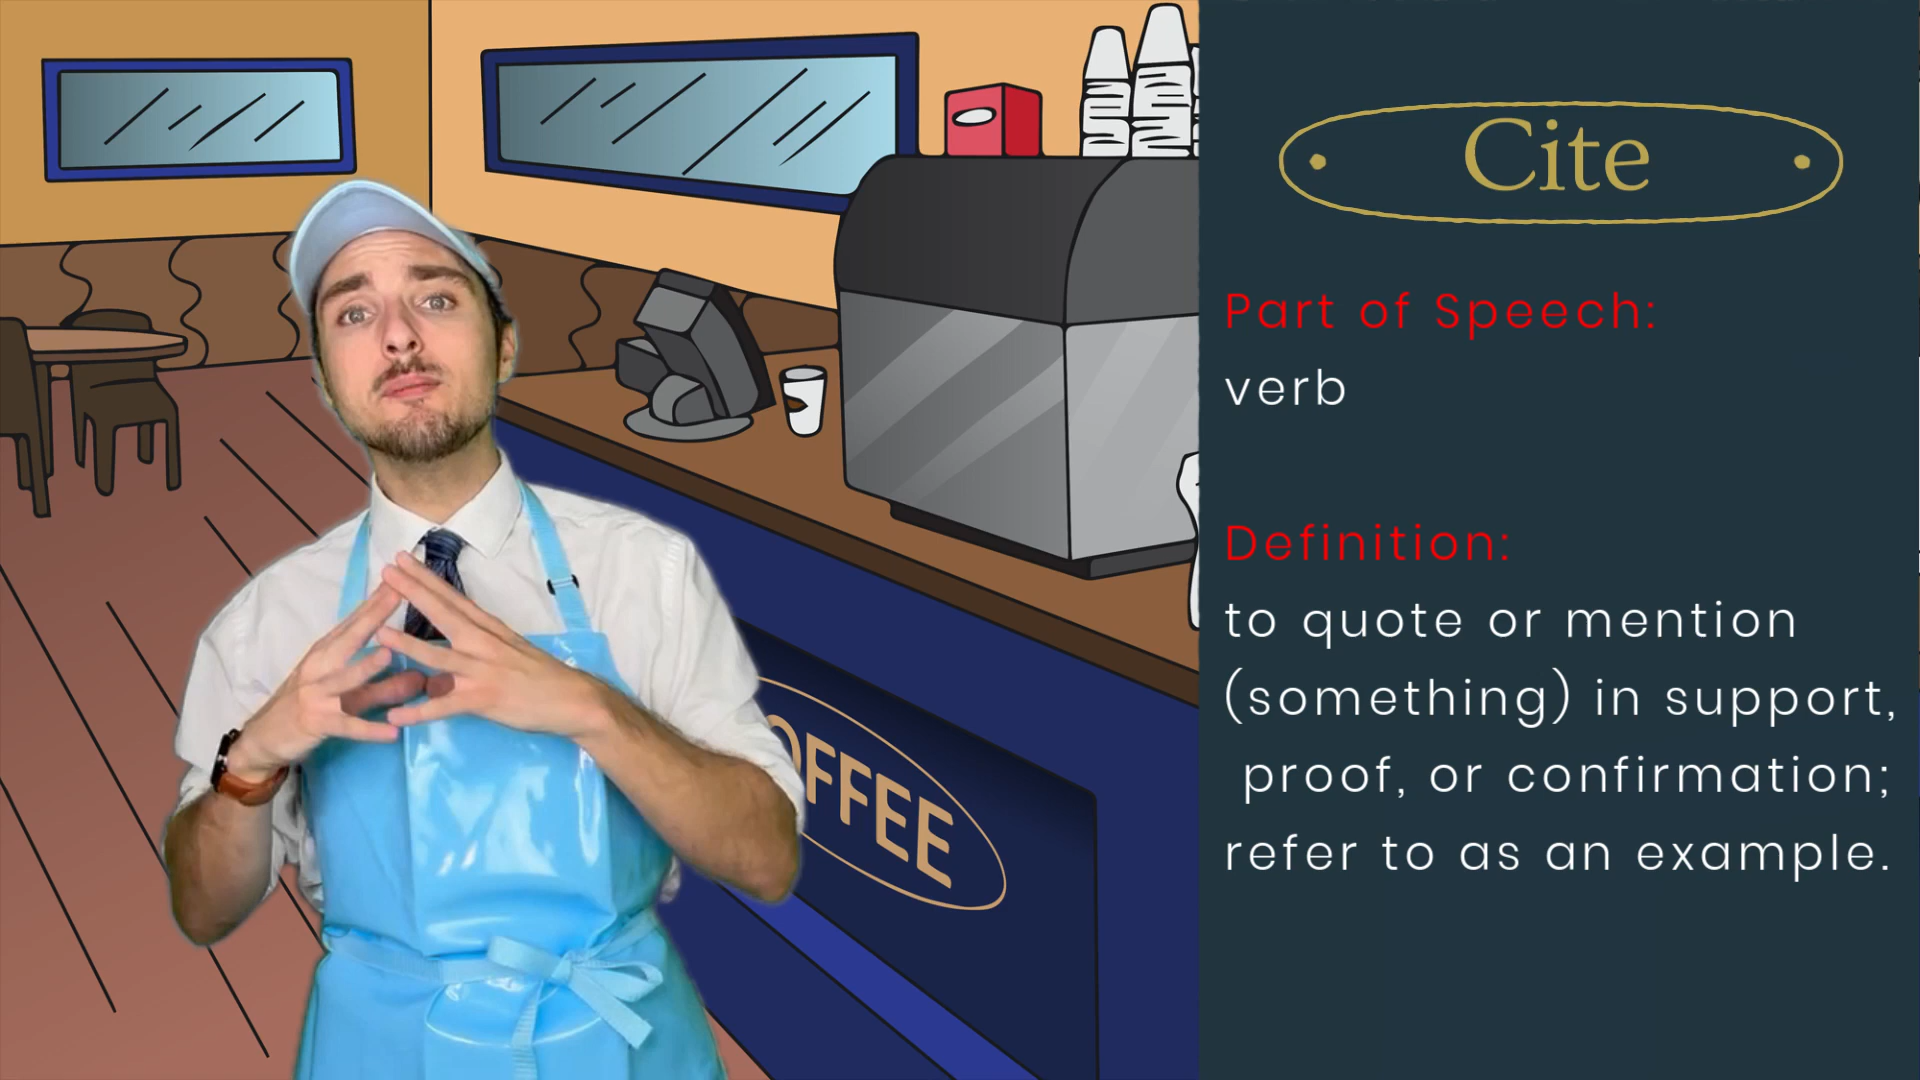 Cite
Part of Speech:
verb
Definition:
to quote or mention
(something) in support,
proof, or confirmation;
refer to as an example.
OFFEE